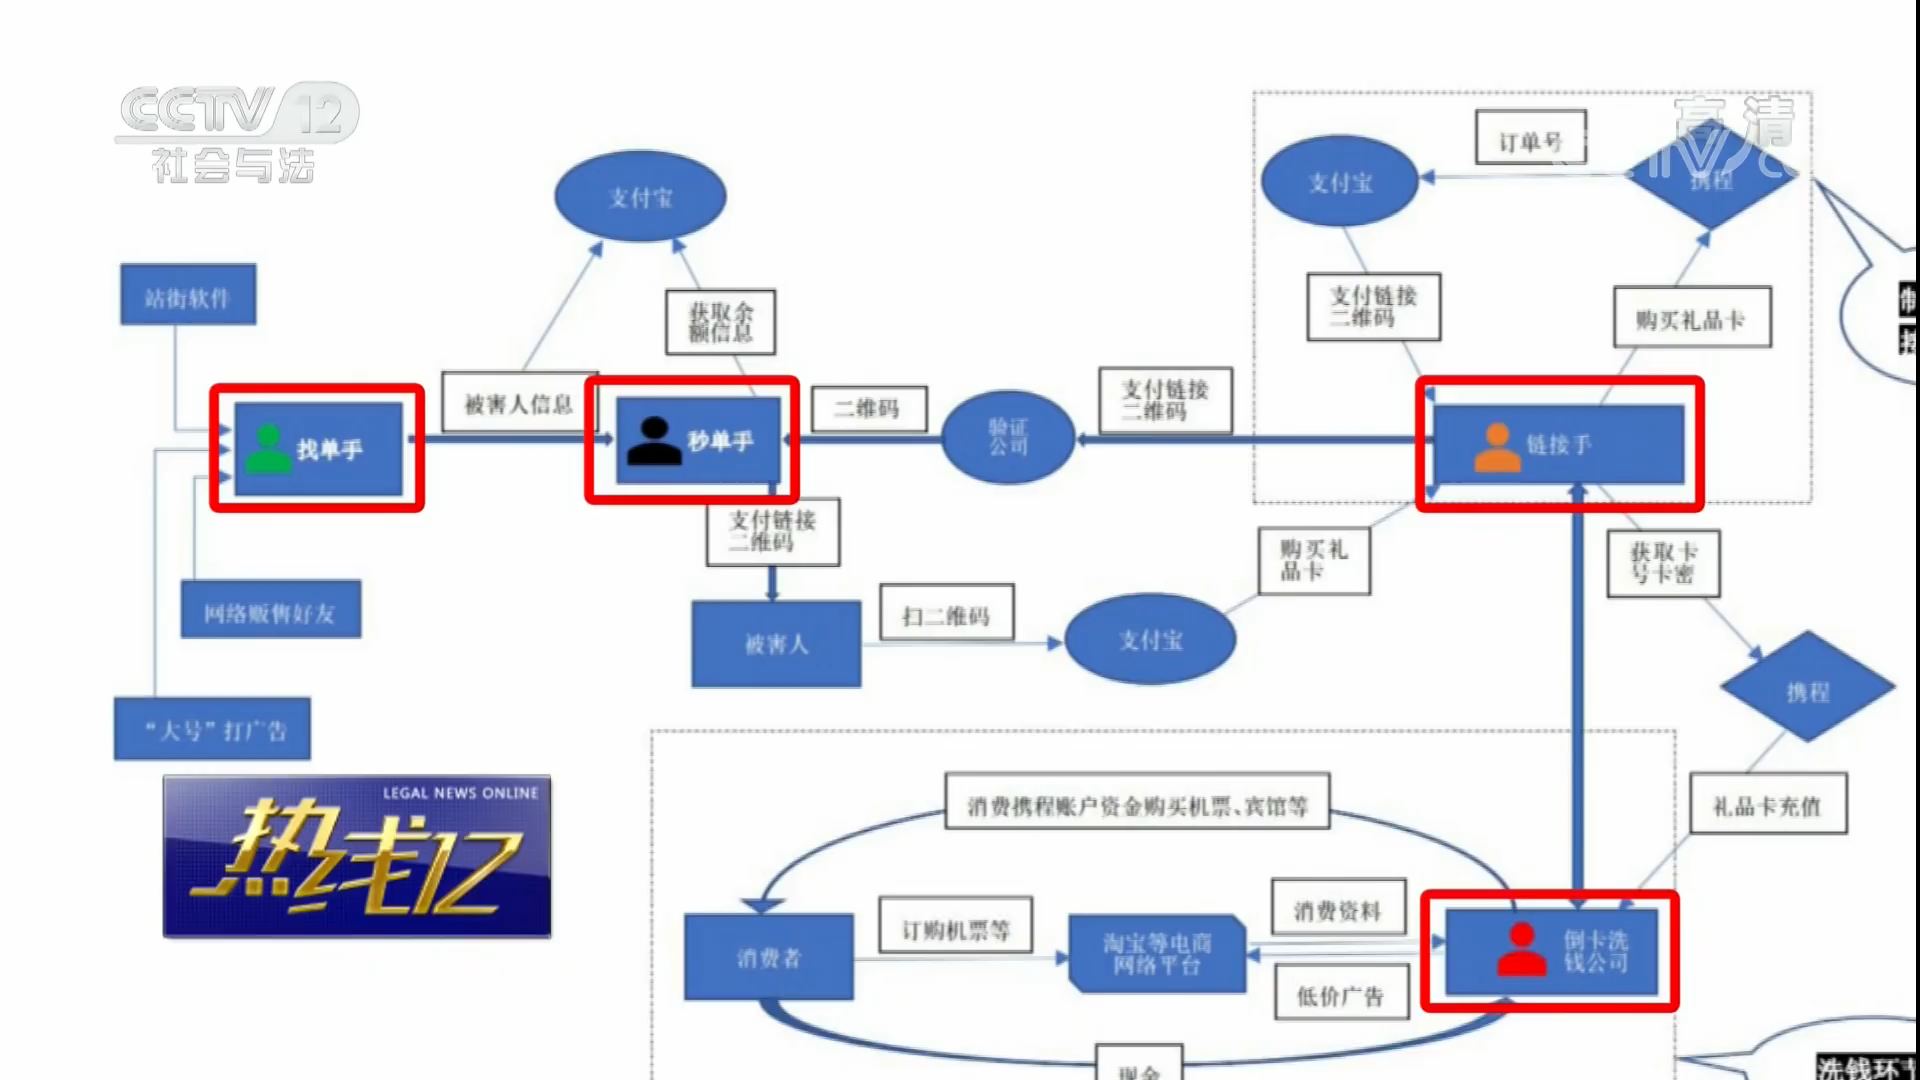 CCTV 12
社会与法
高清
订单号
支付宝
支付宝
携程
站街软件
获取余
额信息
支付链接
二维码
购买礼品卡
被害人信息
二维码
支付链接
二维码
找单手
秒单手
验证
公司
链接手
支付链接
二维码
购买礼
品卡
获取卡
号卡密
网络贩售好友
扫二维码
被害人
支付宝
携程
“大号”打广告
LEGAL NEWS ONLINE
热线12
消费携程账户资金购买机票、宾馆等
礼品卡充值
订购机票等
消费资料
消费者
淘宝等电商
网络平台
倒卡洗
钱公司
低价广告
现金
洗钱环